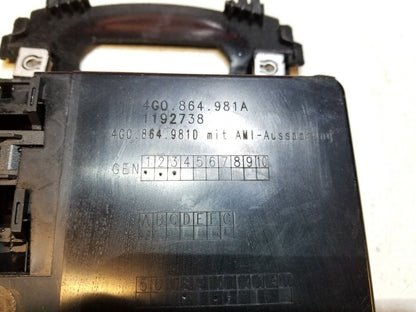 4G0.864.981A
1192738
4G0.864.981D mit AMI-Aussparung
GEN 1 2 3 4 5 6 7 8 9 10
A B C D E F G